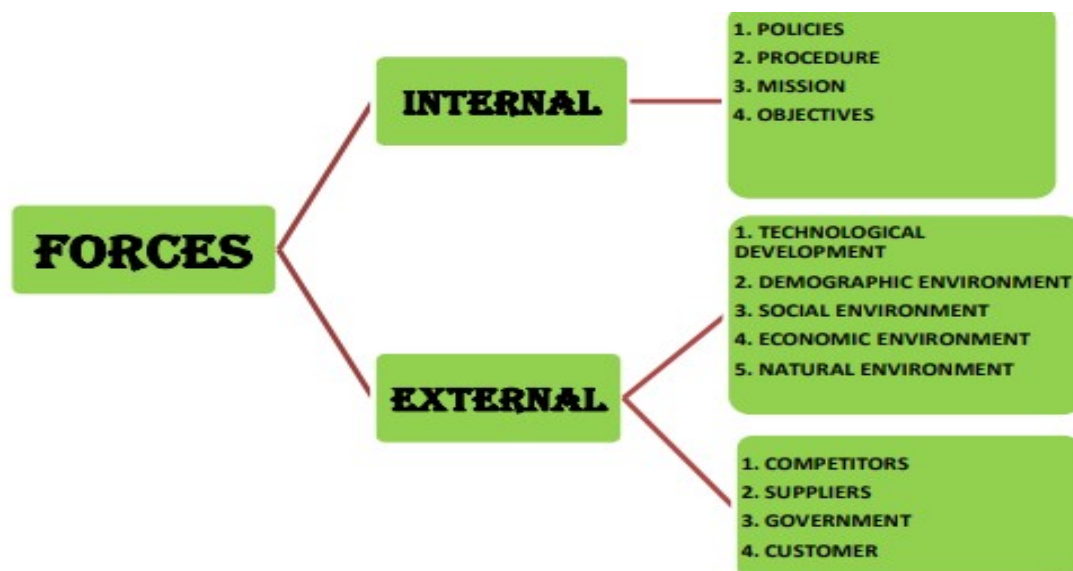 FORCES
INTERNAL
1. POLICIES
2. PROCEDURE
3. MISSION
4. OBJECTIVES
EXTERNAL
1. TECHNOLOGICAL
DEVELOPMENT
2. DEMOGRAPHIC ENVIRONMENT
3. SOCIAL ENVIRONMENT
4. ECONOMIC ENVIRONMENT
5. NATURAL ENVIRONMENT
1. COMPETITORS
2. SUPPLIERS
3. GOVERNMENT
4. CUSTOMER